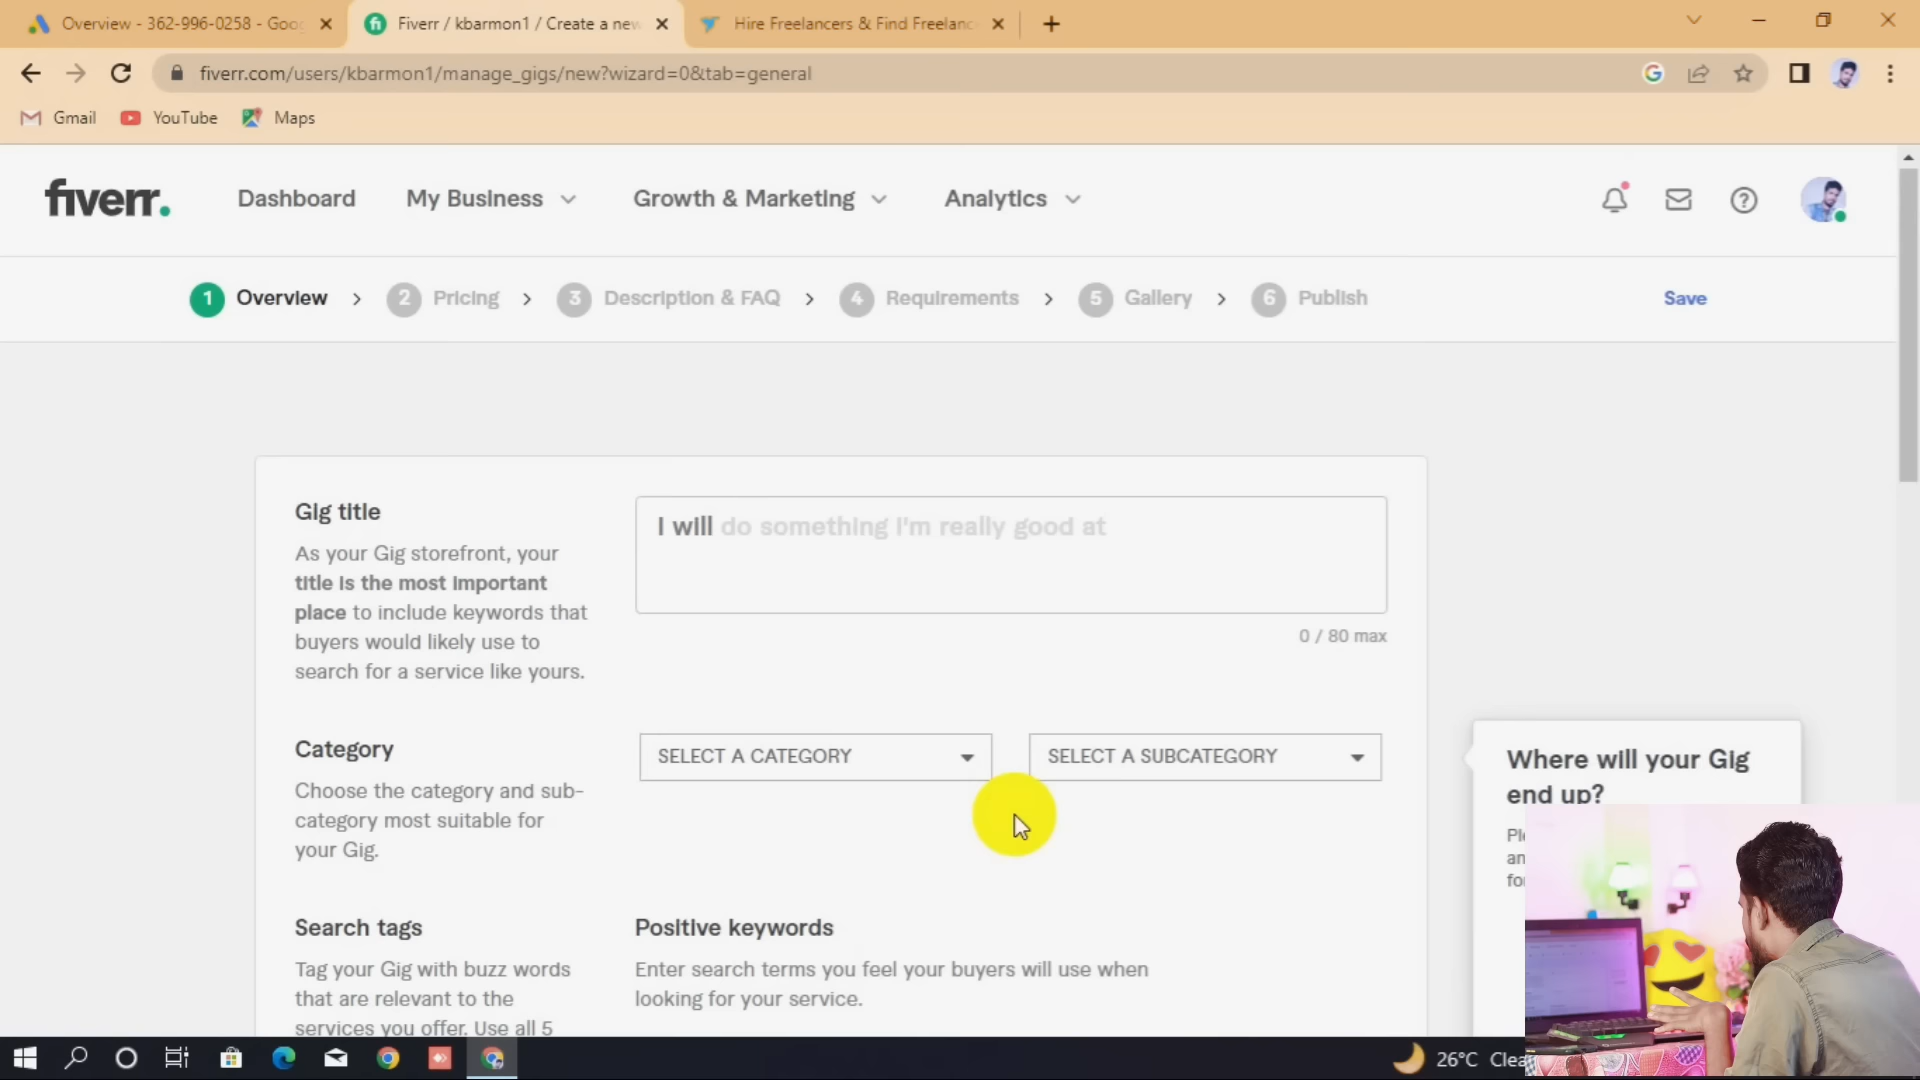 Overview - 362-996-0258 - Goog
Fiverr / kbarmon1 / Create a new
Hire Freelancers & Find Freelanc
fiverr.com/users/kbarmon1/manage_gigs/new?wizard=0&tab=general
Gmail YouTube Maps
fiverr. Dashboard My Business Growth & Marketing Analytics
1 Overview > 2 Pricing > 3 Description & FAQ > 4 Requirements > 5 Gallery > 6 Publish Save
Gig title
As your Gig storefront, your
title is the most important
place to include keywords that
buyers would likely use to
search for a service like yours.
I will do something I'm really good at
0 / 80 max
Category
Choose the category and sub-
category most suitable for
your Gig.
SELECT A CATEGORY
SELECT A SUBCATEGORY
Where will your Gig
end up?
Search tags
Tag your Gig with buzz words
that are relevant to the
services you offer. Use all 5
Positive keywords
Enter search terms you feel your buyers will use when
looking for your service.
26°C